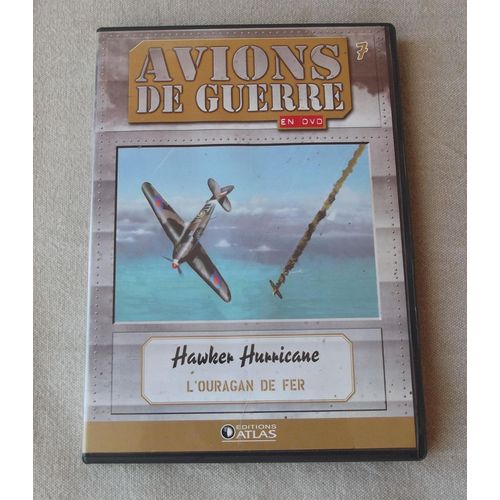 AVIONS
7
DE GUERRE
EN DVD
Hawker Hurricane
L'OURAGAN DE FER
EDITIONS
ATLAS